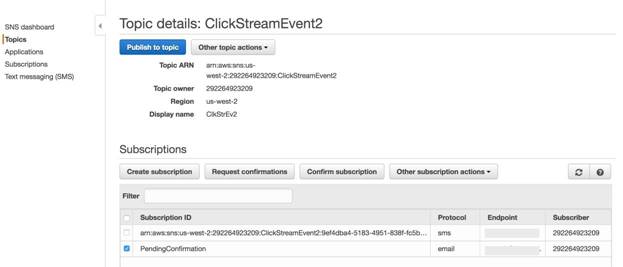 SNS dashboard
Topics
Applications
Subscriptions
Text messaging (SMS)
Topic details: ClickStreamEvent2
Publish to topic
Other topic actions
Topic ARN arn:aws:sns:us-
west-2:292264923209:ClickStreamEvent2
Topic owner 292264923209
Region us-west-2
Display name ClkStrEv2
Subscriptions
Create subscription Request confirmations Confirm subscription Other subscription actions
Filter
Subscription ID Protocol Endpoint Subscriber
arn:aws:sns:us-west-2:292264923209:ClickStreamEvent2:9ef4dba4-5183-4951-838f-fc5b... sms 292264923209
PendingConfirmation email 292264923209